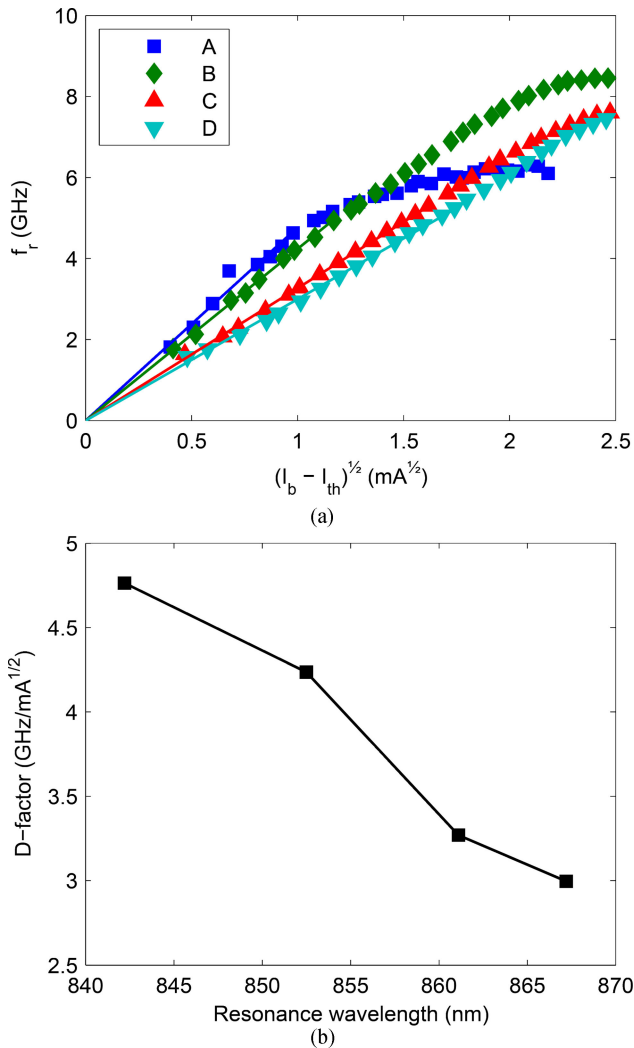 10
8
6
4
2
0
f_r (GHz)
A
B
C
D
0 0.5 1 1.5 2 2.5
(I_b − I_th)^½ (mA^½)
(a)
5
4.5
4
3.5
3
2.5
D−factor (GHz/mA^1/2)
840 845 850 855 860 865 870
Resonance wavelength (nm)
(b)